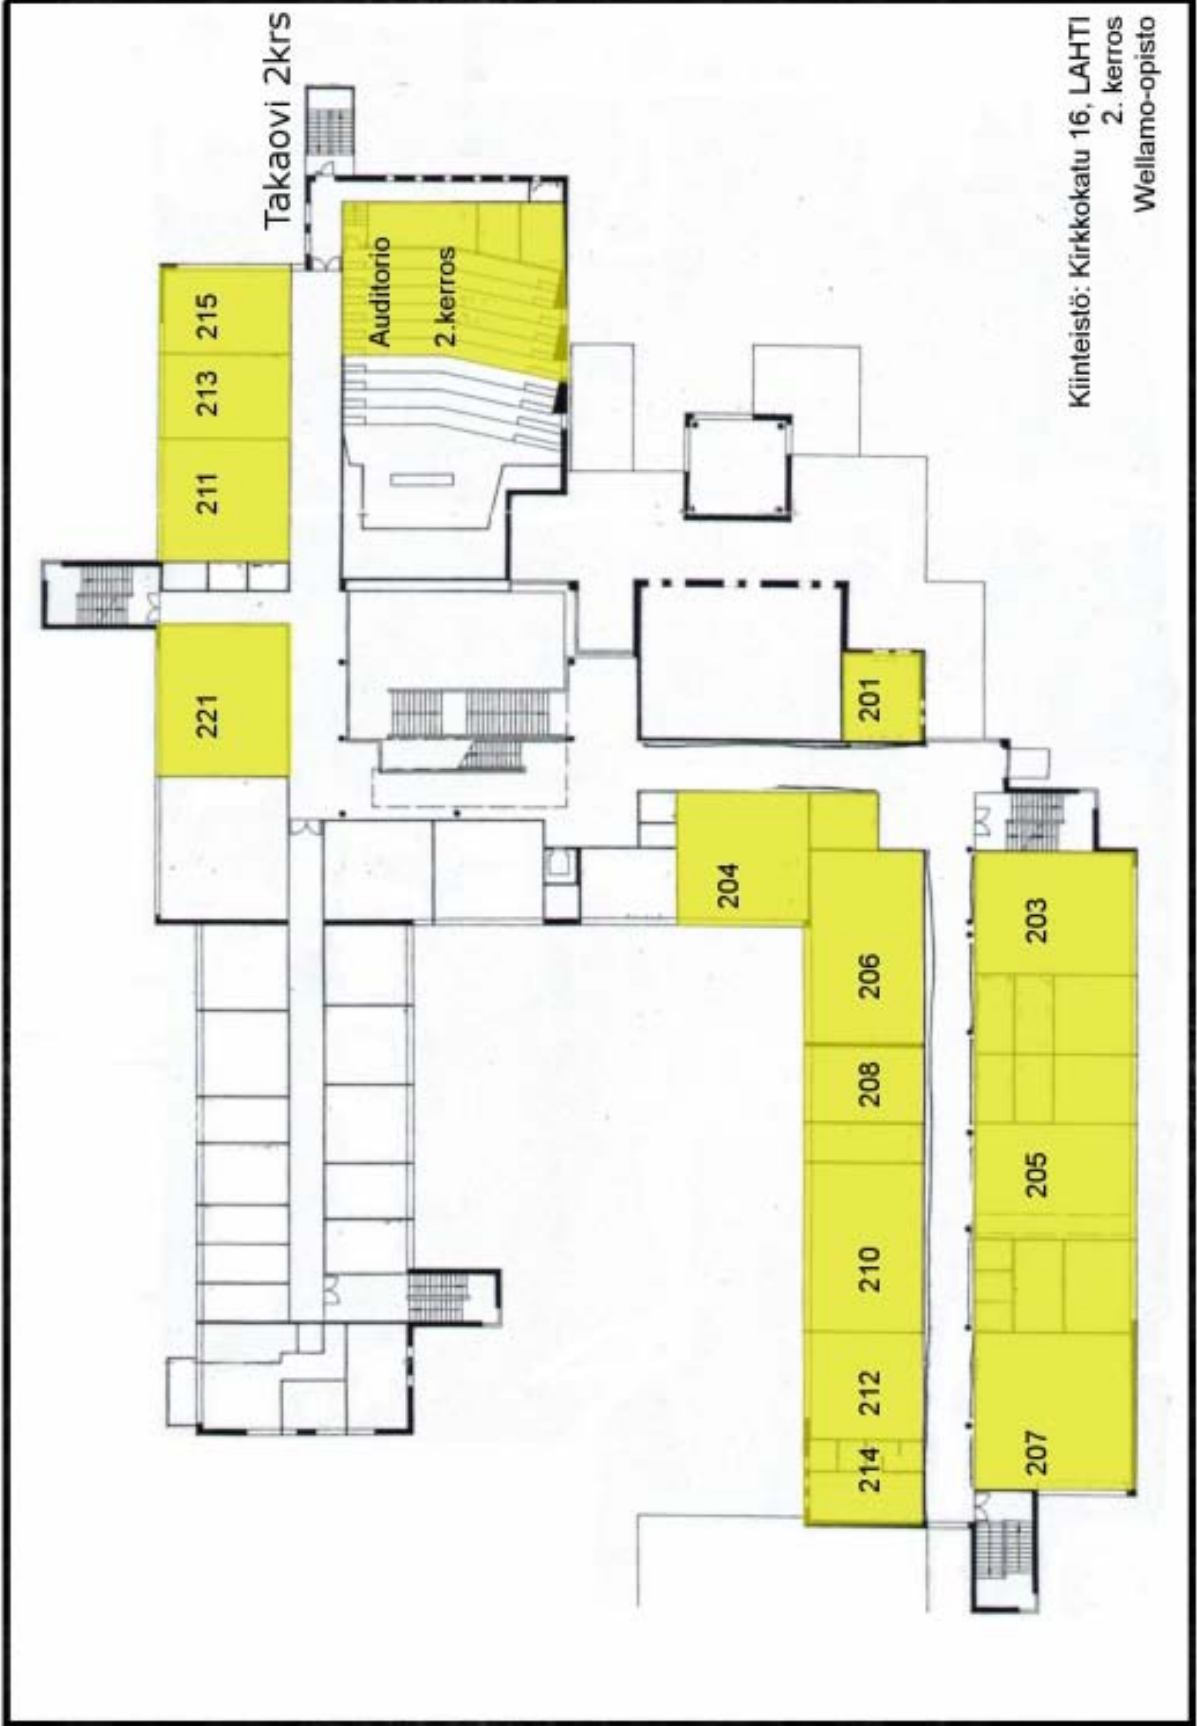 Takaovi 2krs
Auditorio
2.kerros
215
213
211
221
201
204
206
208
210
212
214
203
205
207
Kiinteistö: Kirkkokatu 16, LAHTI
2. kerros
Wellamo-opisto